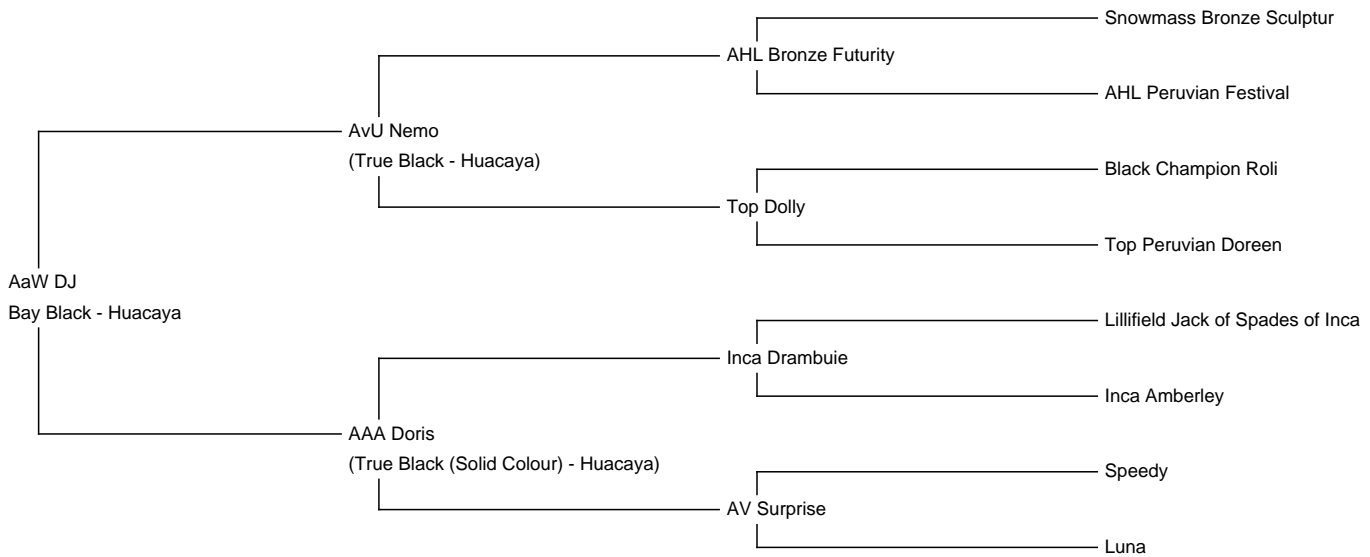 Snowmass Bronze Sculptur
AHL Bronze Futurity
AHL Peruvian Festival
AvU Nemo
(True Black - Huacaya)
Black Champion Roli
Top Dolly
Top Peruvian Doreen
AaW DJ
Bay Black - Huacaya
Lillifield Jack of Spades of Inca
Inca Drambuie
Inca Amberley
AAA Doris
(True Black (Solid Colour) - Huacaya)
Speedy
AV Surprise
Luna